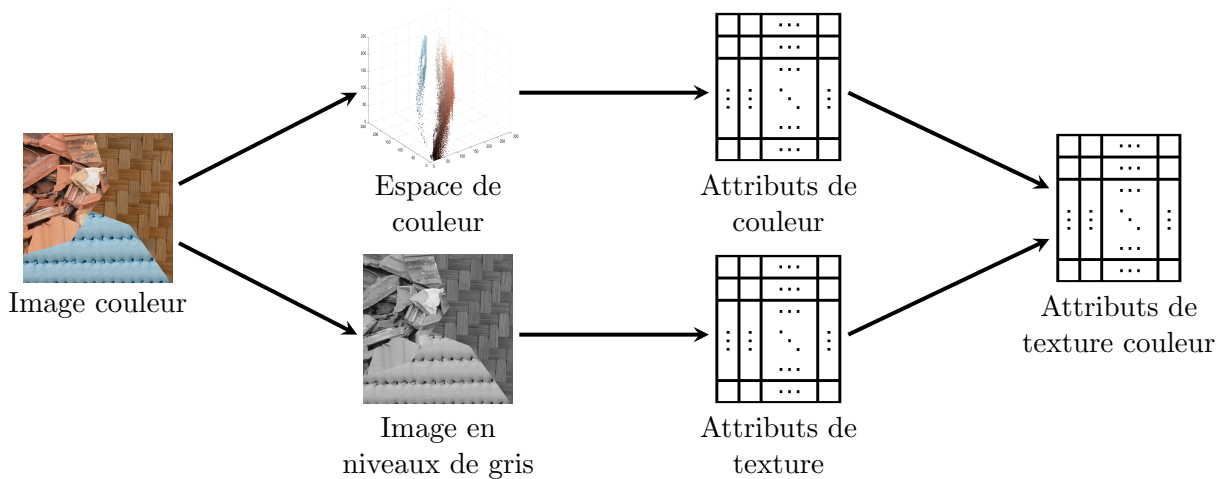 Espace de
couleur
Attributs de
couleur
Image couleur
Attributs de
texture couleur
Image en
niveaux de gris
Attributs de
texture